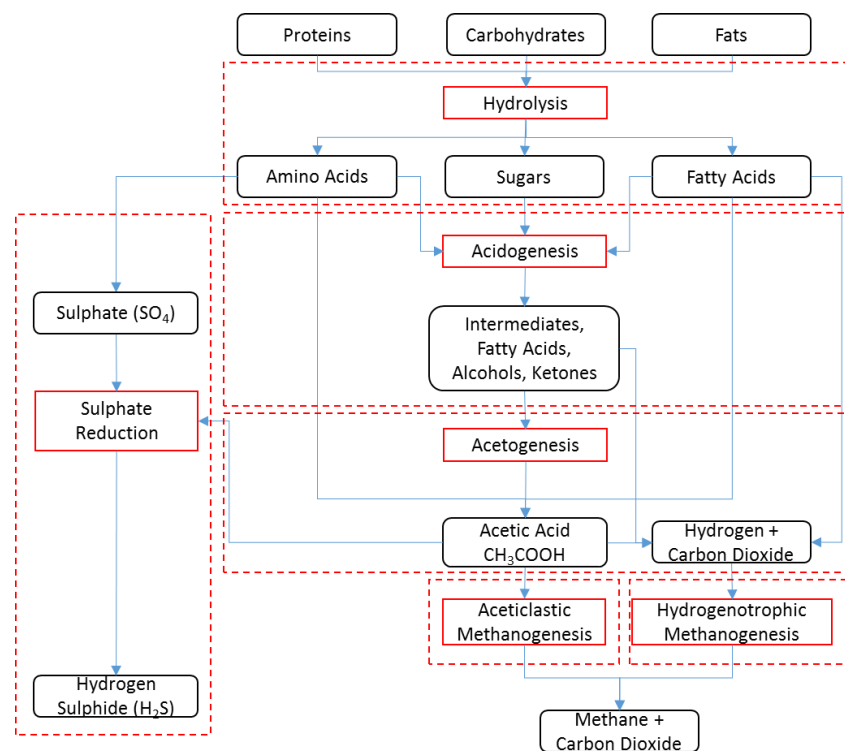 Proteins
Carbohydrates
Fats
Hydrolysis
Amino Acids
Sugars
Fatty Acids
Acidogenesis
Sulphate (SO₄)
Intermediates,
Fatty Acids,
Alcohols, Ketones
Sulphate
Reduction
Acetogenesis
Acetic Acid
CH₃COOH
Hydrogen +
Carbon Dioxide
Aceticlastic
Methanogenesis
Hydrogenotrophic
Methanogenesis
Hydrogen
Sulphide (H₂S)
Methane +
Carbon Dioxide